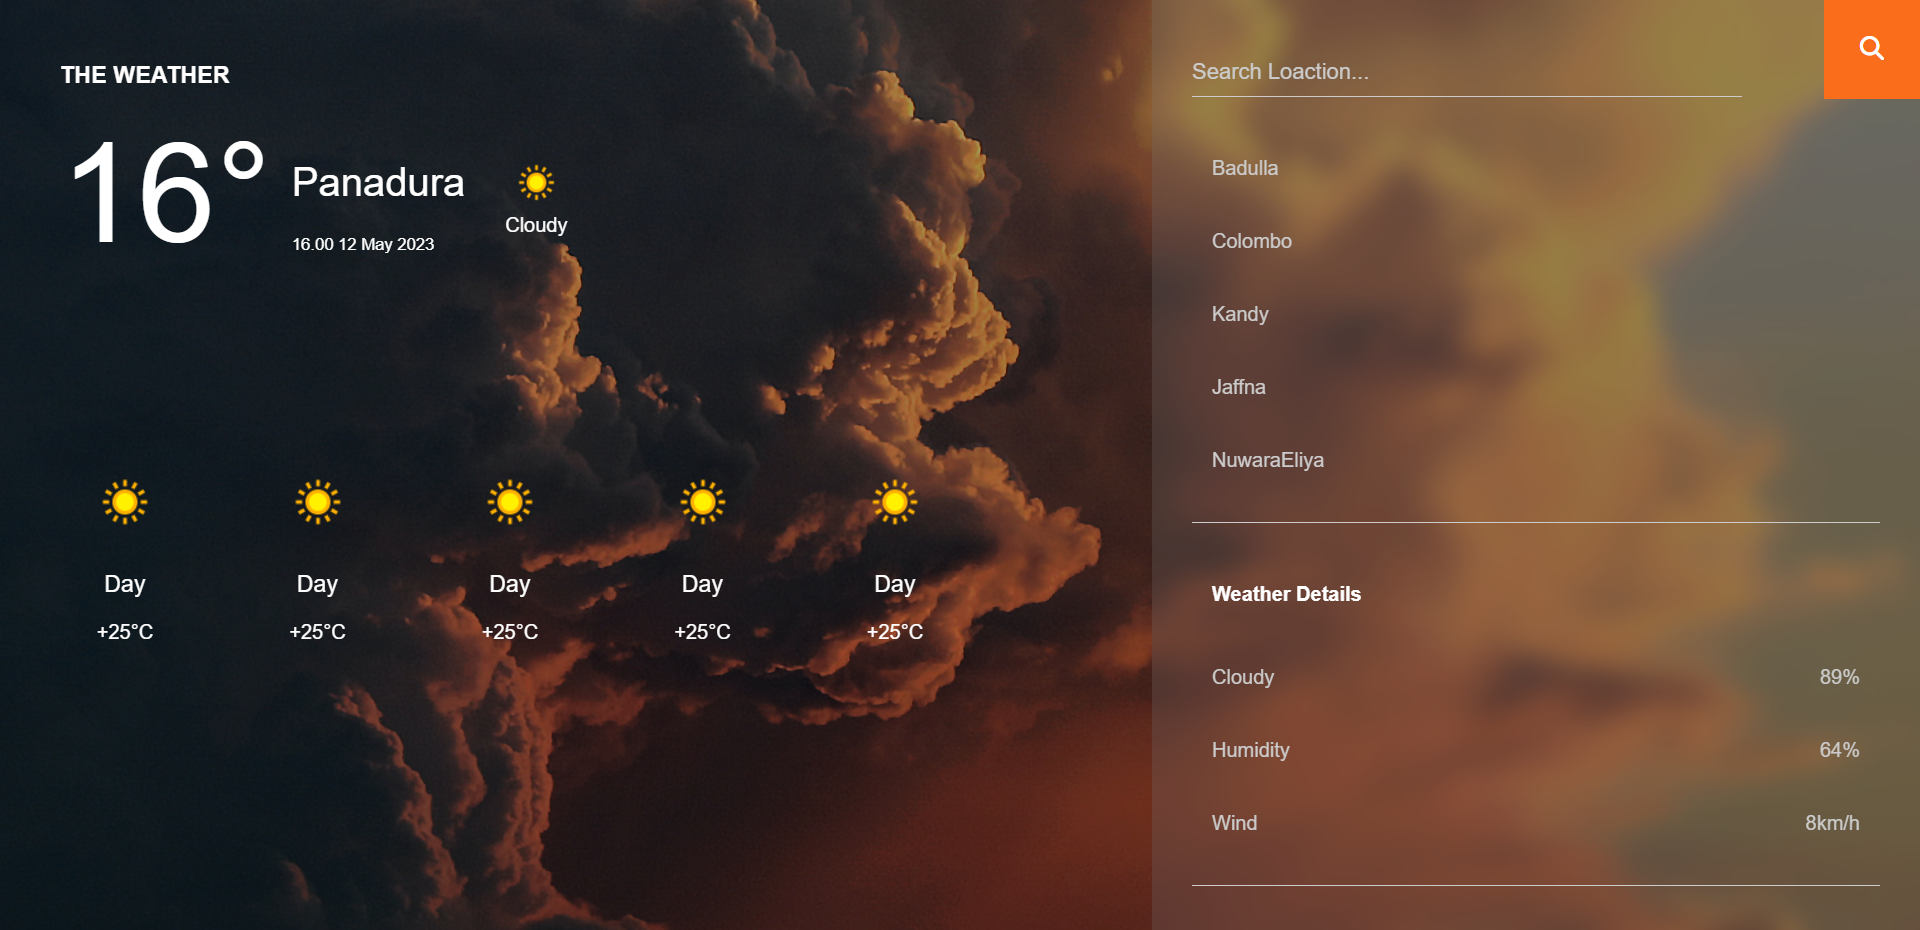 THE WEATHER
16°
Panadura
16.00 12 May 2023
Cloudy
Day
+25°C
Day
+25°C
Day
+25°C
Day
+25°C
Day
+25°C
Search Loaction...
Badulla
Colombo
Kandy
Jaffna
NuwaraEliya
Weather Details
Cloudy 89%
Humidity 64%
Wind 8km/h